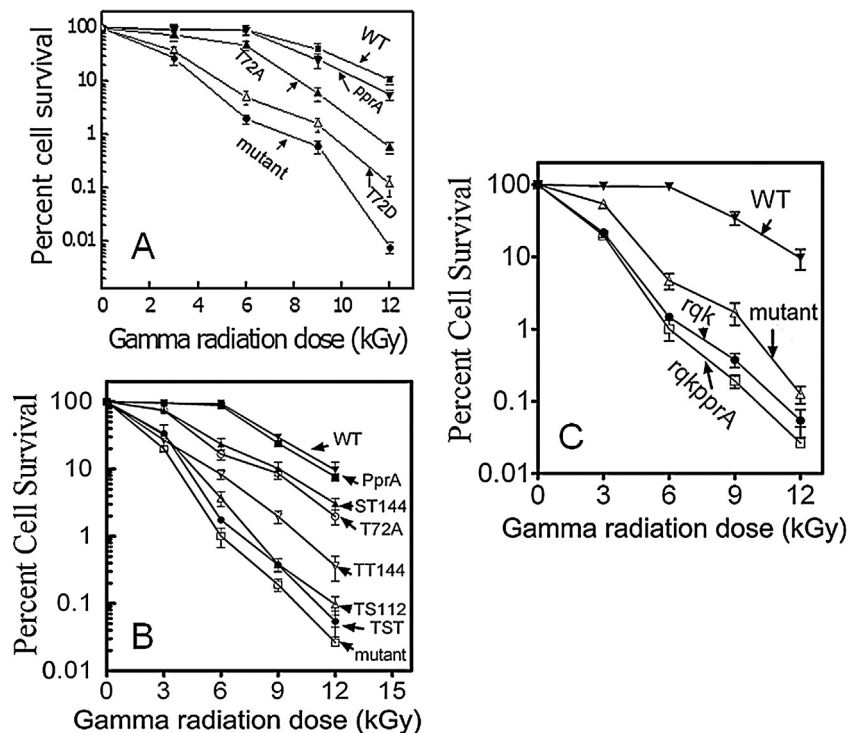 100
10
1
0.1
0.01
Percent cell survival
A
WT
pprA
T72A
mutant
T72D
0 2 4 6 8 10 12
Gamma radiation dose (kGy)
100
10
1
0.1
0.01
Percent Cell Survival
B
WT
PprA
ST144
T72A
TT144
TS112
TST
mutant
0 3 6 9 12 15
Gamma radiation dose (kGy)
100
10
1
0.1
0.01
Percent Cell Survival
C
WT
mutant
rqk
rqkpprA
0 3 6 9 12
Gamma radiation dose (kGy)